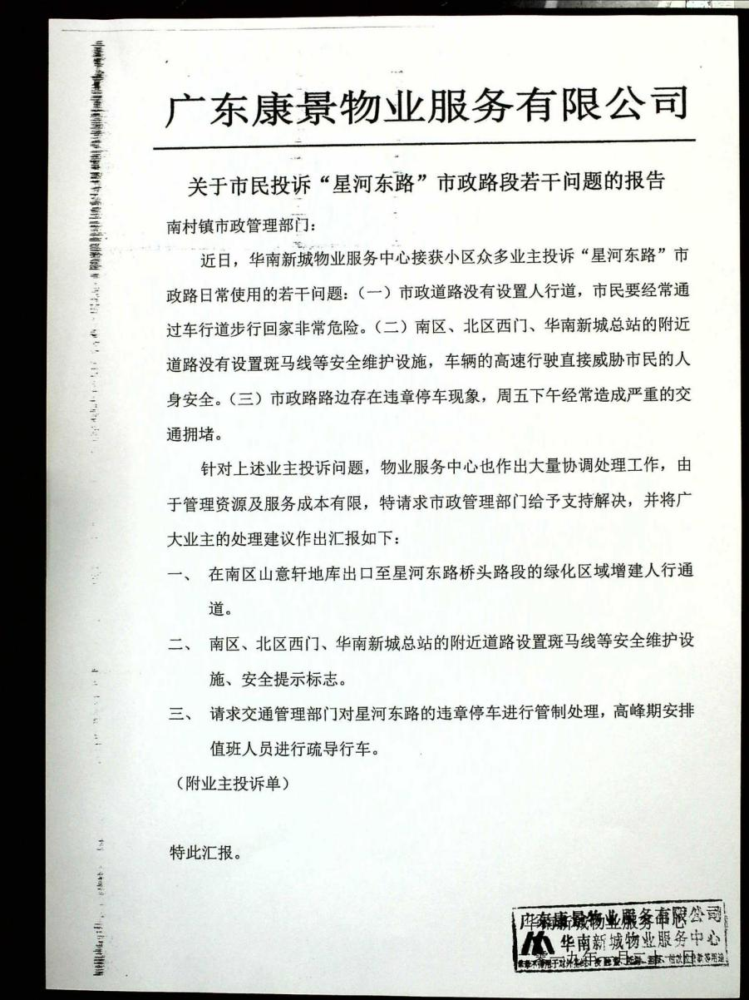 广东康景物业服务有限公司
关于市民投诉“星河东路”市政路段若干问题的报告
南村镇市政管理部门：
近日，华南新城物业服务中心接获小区众多业主投诉“星河东路”市
政路日常使用的若干问题：（一）市政道路没有设置人行道，市民要经常通
过车行道步行回家非常危险。（二）南区、北区西门、华南新城总站的附近
道路没有设置斑马线等安全维护设施，车辆的高速行驶直接威胁市民的人
身安全。（三）市政路路边存在违章停车现象，周五下午经常造成严重的交
通拥堵。
针对上述业主投诉问题，物业服务中心也作出大量协调处理工作，由
于管理资源及服务成本有限，特请求市政管理部门给予支持解决，并将广
大业主的处理建议作出汇报如下：
一、 在南区山意轩地库出口至星河东路桥头路段的绿化区域增建人行通
道。
二、 南区、北区西门、华南新城总站的附近道路设置斑马线等安全维护设
施、安全提示标志。
三、 请求交通管理部门对星河东路的违章停车进行管制处理，高峰期安排
值班人员进行疏导行车。
（附业主投诉单）
特此汇报。
广东康景物业服务有限公司
华南新城物业服务中心
华南新城物业服务中心